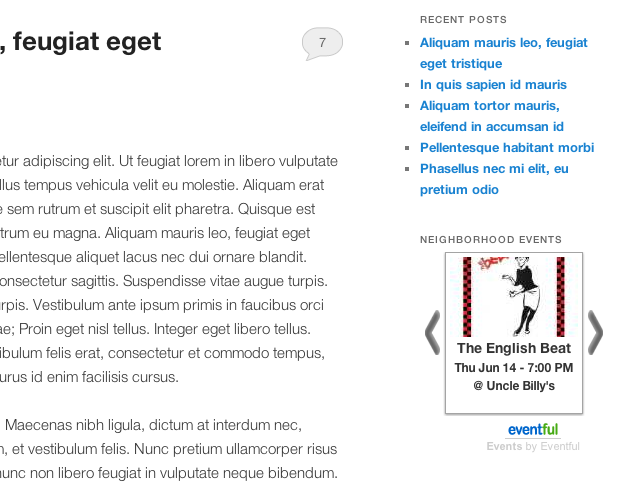 , feugiat eget
7
etur adipiscing elit. Ut feugiat lorem in libero vulputate
llus tempus vehicula velit eu molestie. Aliquam erat
e sem rutrum et suscipit elit pharetra. Quisque est
trum eu magna. Aliquam mauris leo, feugiat eget
ellentesque aliquet lacus nec dui ornare blandit.
onsectetur sagittis. Suspendisse vitae augue turpis.
urpis. Vestibulum ante ipsum primis in faucibus orci
ae; Proin eget nisl tellus. Integer eget libero tellus.
ibulum felis erat, consectetur et commodo tempus,
urus id enim facilisis cursus.
Maecenas nibh ligula, dictum at interdum nec,
n, et vestibulum felis. Nunc pretium ullamcorper risus
nunc non libero feugiat in vulputate neque bibendum.
RECENT POSTS
Aliquam mauris leo, feugiat
eget tristique
In quis sapien id mauris
Aliquam tortor mauris,
eleifend in accumsan id
Pellentesque habitant morbi
Phasellus nec mi elit, eu
pretium odio
NEIGHBORHOOD EVENTS
The English Beat
Thu Jun 14 - 7:00 PM
@ Uncle Billy's
eventful
Events by Eventful